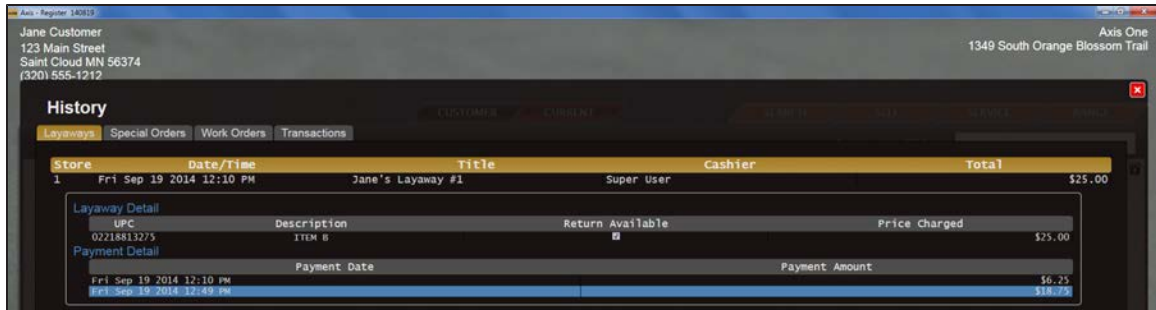 Axis - Register 140819
Jane Customer
123 Main Street
Saint Cloud MN 56374
(320) 555-1212
Axis One
1349 South Orange Blossom Trail
History
CUSTOMER CURRENT SEARCH SELL SERVICE
Layaways Special Orders Work Orders Transactions
Store Date/Time Title Cashier Total
1 Fri Sep 19 2014 12:10 PM Jane's Layaway #1 Super User $25.00
Layaway Detail
UPC Description Return Available Price Charged
02218813275 ITEM B $25.00
Payment Detail
Payment Date Payment Amount
Fri Sep 19 2014 12:10 PM $6.25
Fri Sep 19 2014 12:49 PM $18.75